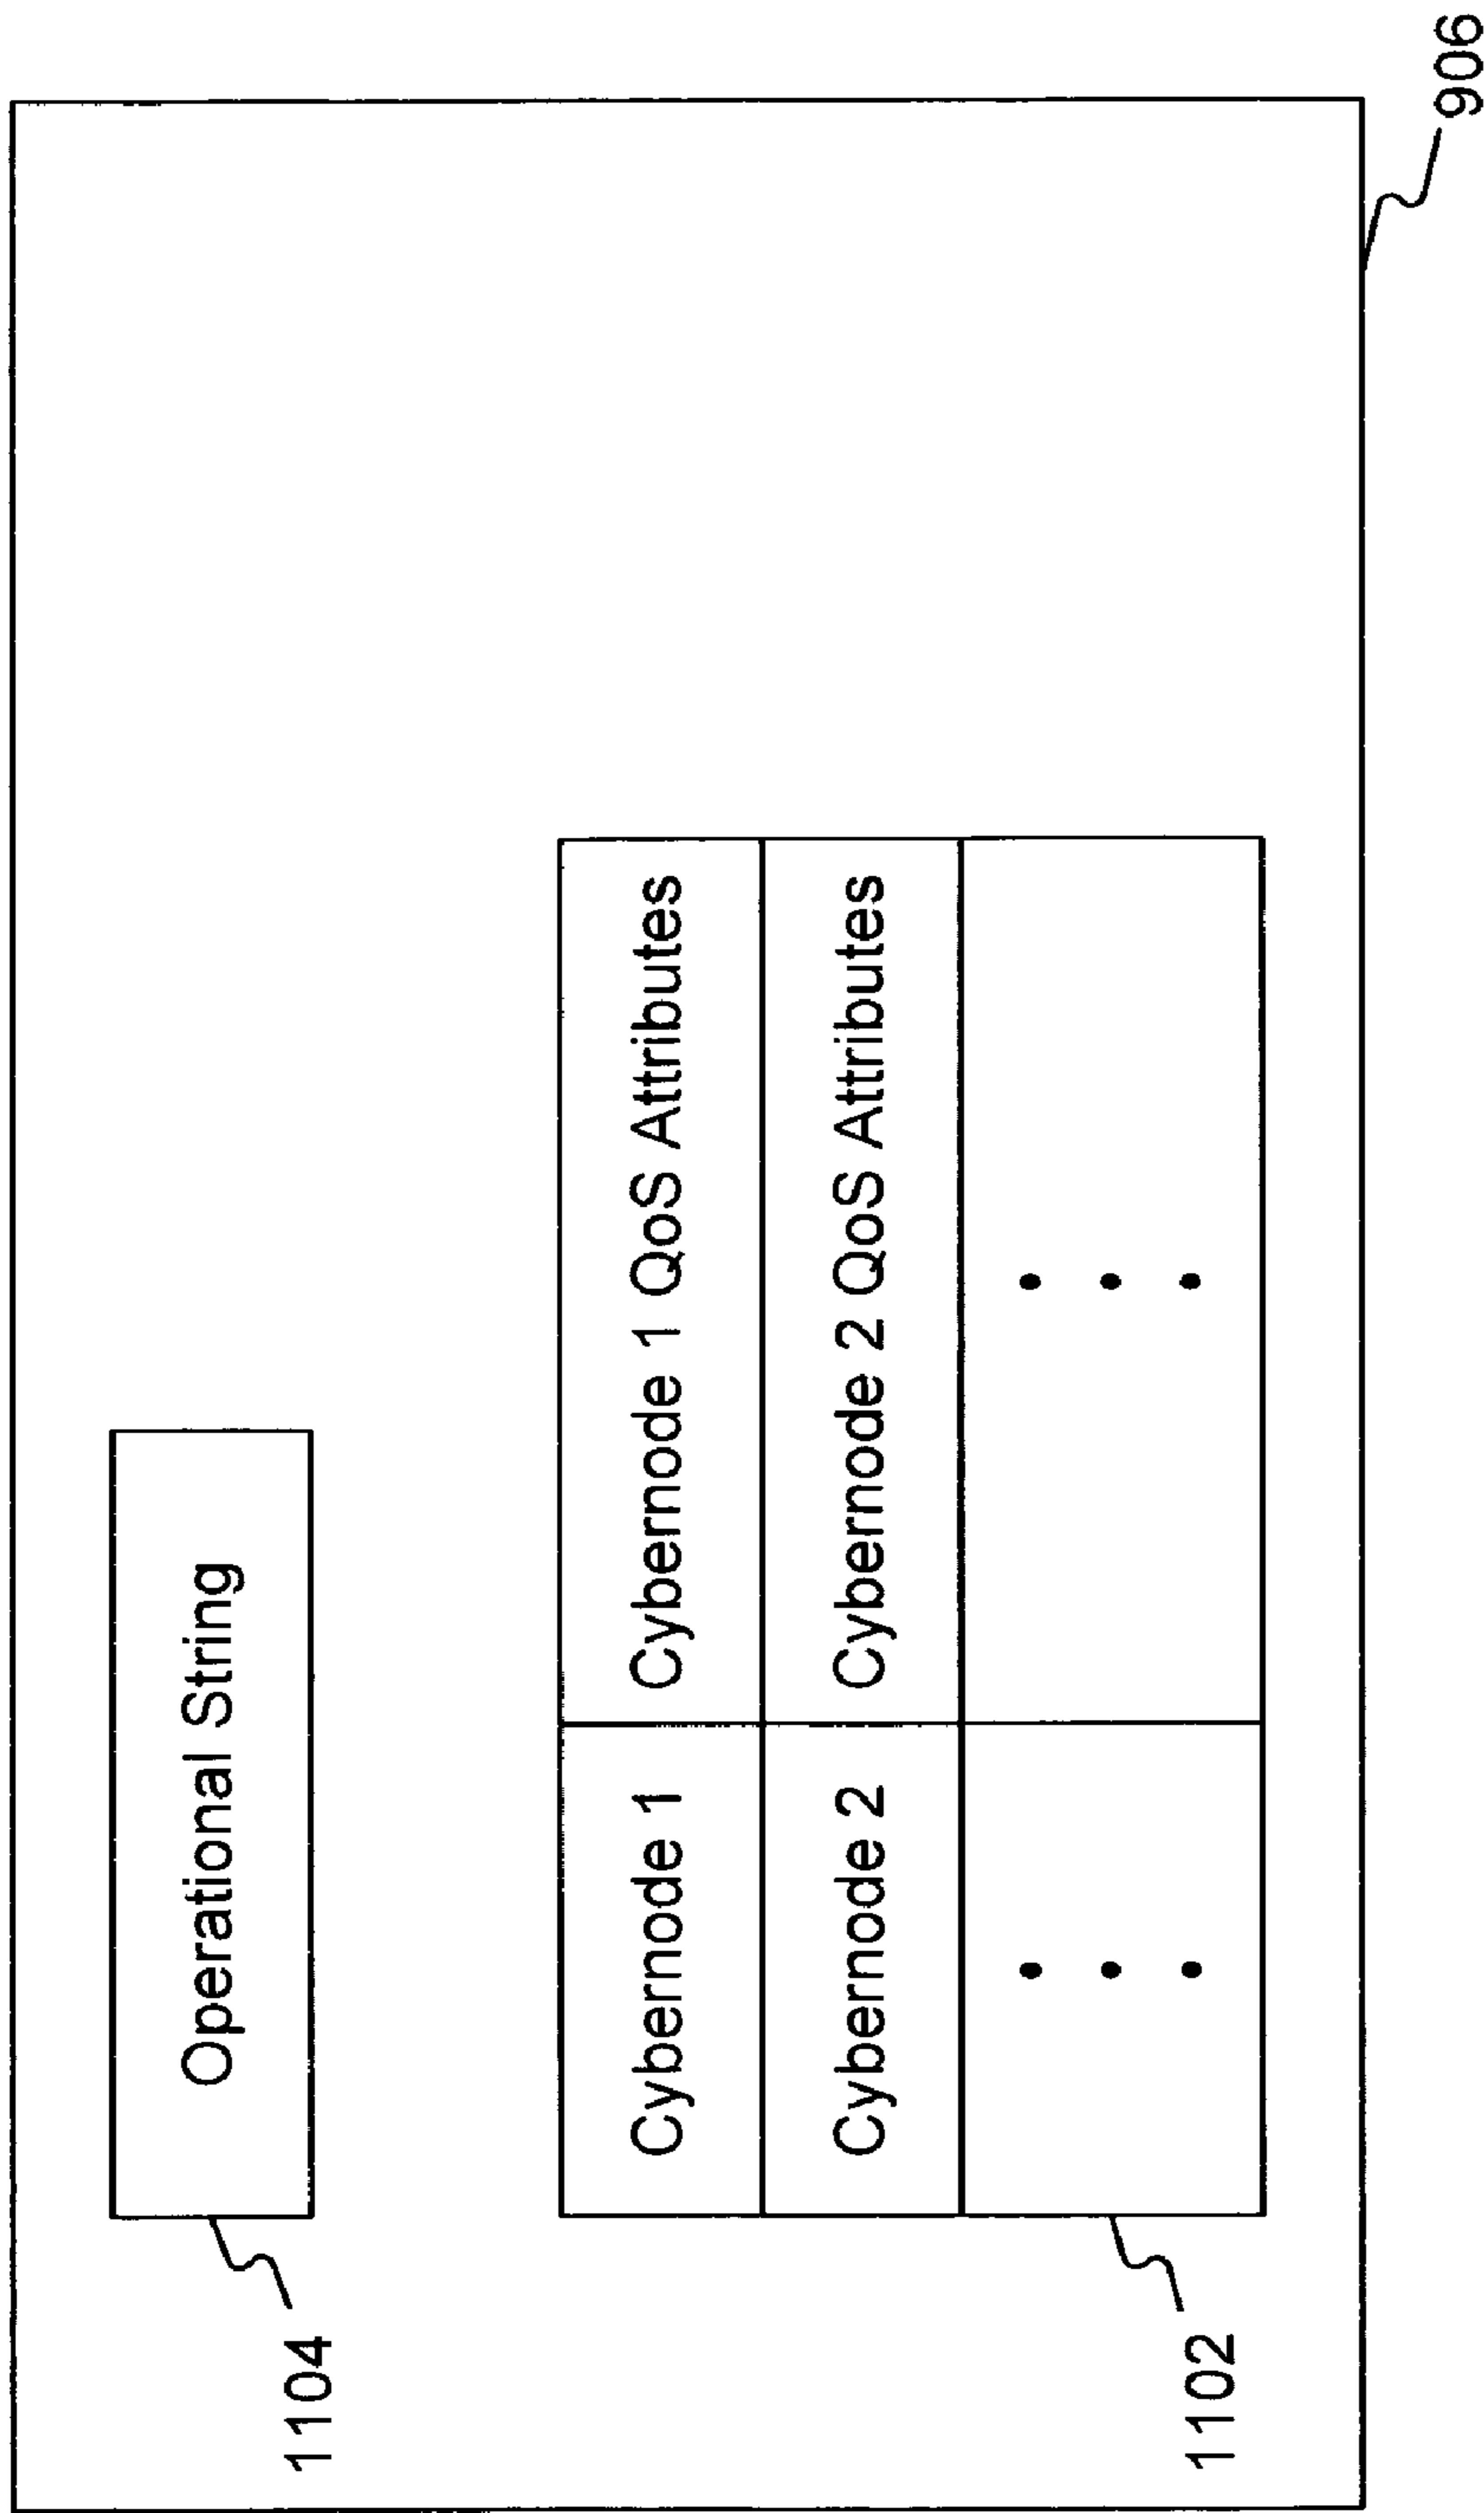 Operational String
1104
Cybernode 1 Cybernode 1 QoS Attributes
Cybernode 2 Cybernode 2 QoS Attributes
1102
906